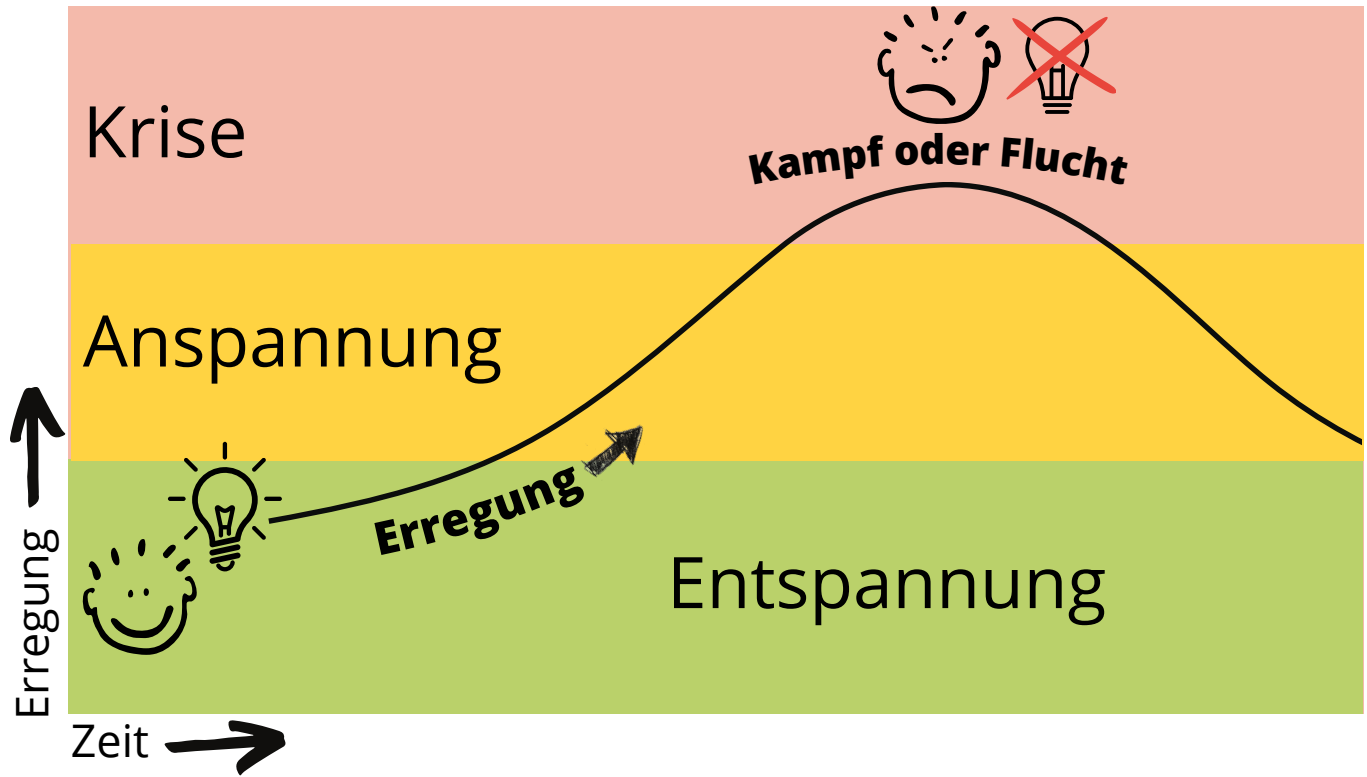 Kampf oder Flucht
Krise
Anspannung
Erregung
Entspannung
Erregung
Zeit